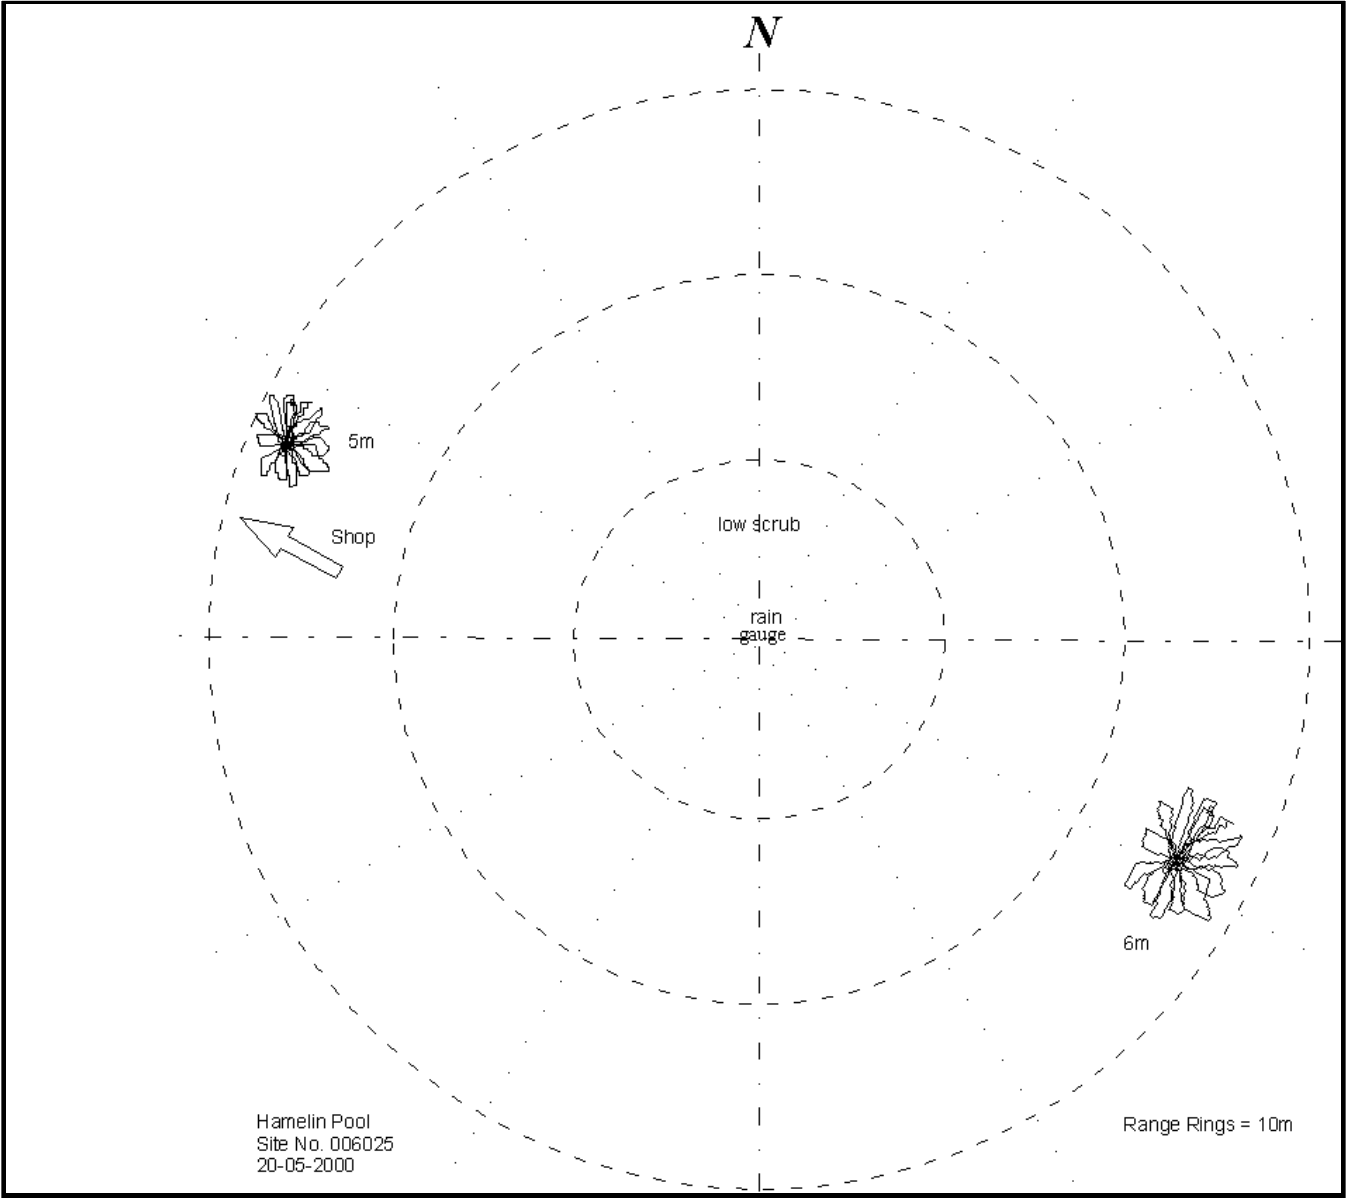 N
5m
Shop
low scrub
rain
gauge
6m
Hamelin Pool
Site No. 006025
20-05-2000
Range Rings = 10m